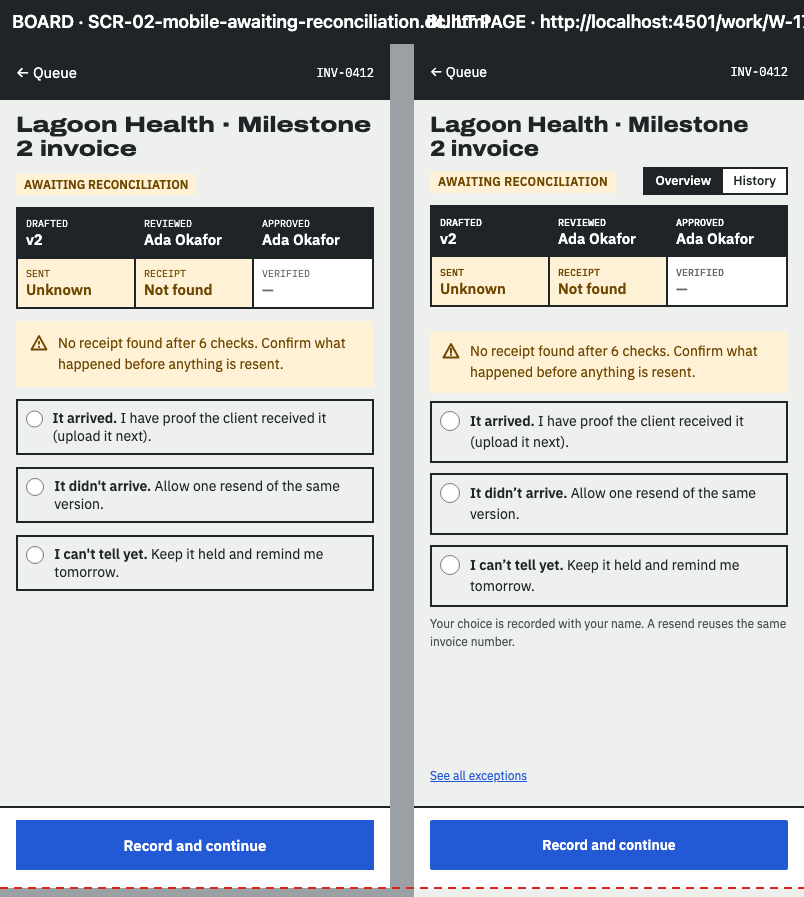 BOARD · SCR-02-mobile-awaiting-reconciliation.
BUILT PAGE · http://localhost:4501/work/W-17
← Queue
INV-0412
Lagoon Health · Milestone
2 invoice
AWAITING RECONCILIATION
DRAFTED
REVIEWED
APPROVED
v2
Ada Okafor
Ada Okafor
SENT
RECEIPT
VERIFIED
Unknown
Not found
—
No receipt found after 6 checks. Confirm what
happened before anything is resent.
It arrived. I have proof the client received it
(upload it next).
It didn't arrive. Allow one resend of the same
version.
I can't tell yet. Keep it held and remind me
tomorrow.
Record and continue
← Queue
INV-0412
Lagoon Health · Milestone
2 invoice
AWAITING RECONCILIATION
Overview
History
DRAFTED
REVIEWED
APPROVED
v2
Ada Okafor
Ada Okafor
SENT
RECEIPT
VERIFIED
Unknown
Not found
—
No receipt found after 6 checks. Confirm what
happened before anything is resent.
It arrived. I have proof the client received it
(upload it next).
It didn’t arrive. Allow one resend of the same
version.
I can’t tell yet. Keep it held and remind me
tomorrow.
Your choice is recorded with your name. A resend reuses the same
invoice number.
See all exceptions
Record and continue